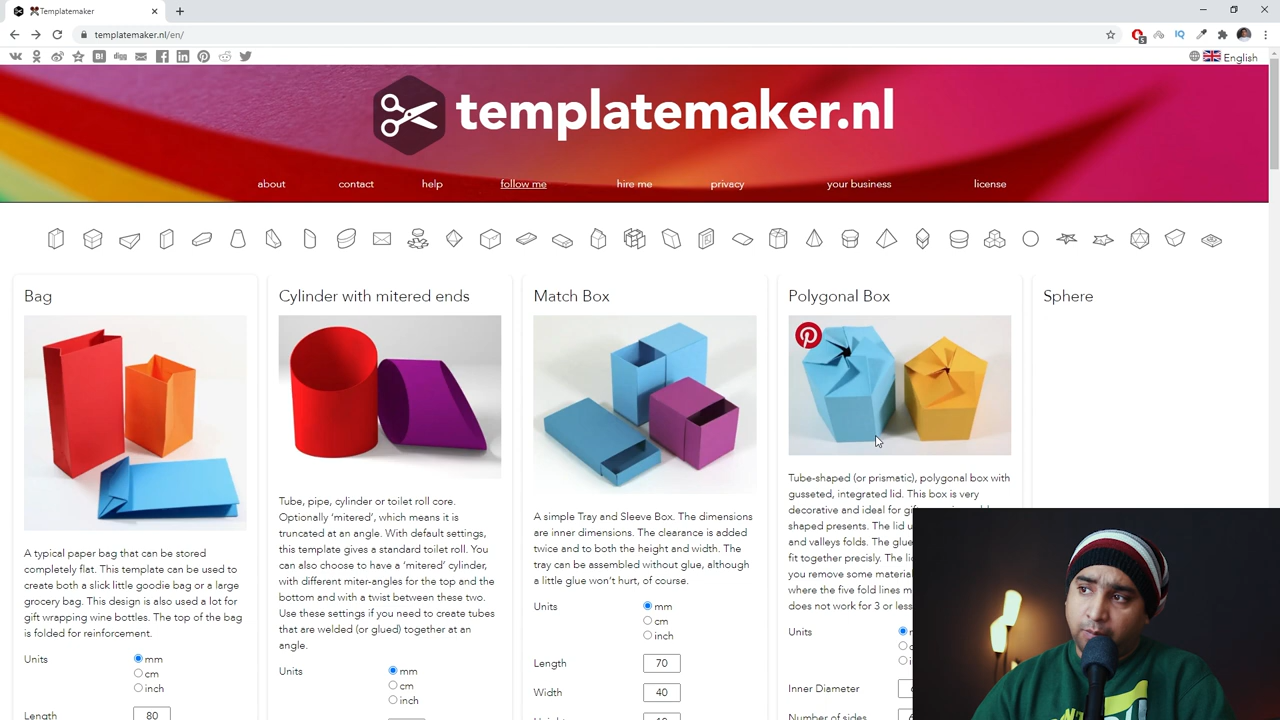 Templatemaker
templatemaker.nl/en/
English
templatemaker.nl
about contact help follow me hire me privacy your business license
Bag
A typical paper bag that can be stored
completely flat. This template can be used to
create both a slick little goodie bag or a large
grocery bag. This design is also used a lot for
gift wrapping wine bottles. The top of the bag
is folded for reinforcement.
Units
mm
cm
inch
Length 80
Cylinder with mitered ends
Tube, pipe, cylinder or toilet roll core.
Optionally ‘mitered’, which means it is
truncated at an angle. With default settings,
this template gives a standard toilet roll. You
can also choose to have a ‘mitered’ cylinder,
with different miter-angles for the top and the
bottom and with a twist between these two.
Use these settings if you need to create tubes
that are welded (or glued) together at an
angle.
Units
mm
cm
inch
Match Box
A simple Tray and Sleeve Box. The dimensions
are inner dimensions. The clearance is added
twice and to both the height and width. The
tray can be assembled without glue, although
a little glue won’t hurt, of course.
Units
mm
cm
inch
Length 70
Width 40
Polygonal Box
Tube-shaped (or prismatic), polygonal box with
gusseted, integrated lid. This box is very
decorative and ideal for
shaped presents. The lid
and valleys folds. The
fit together precisly. The
you remove some material
where the five fold lines
does not work for 3 or less
Units
Inner Diameter
Number of sides
Sphere